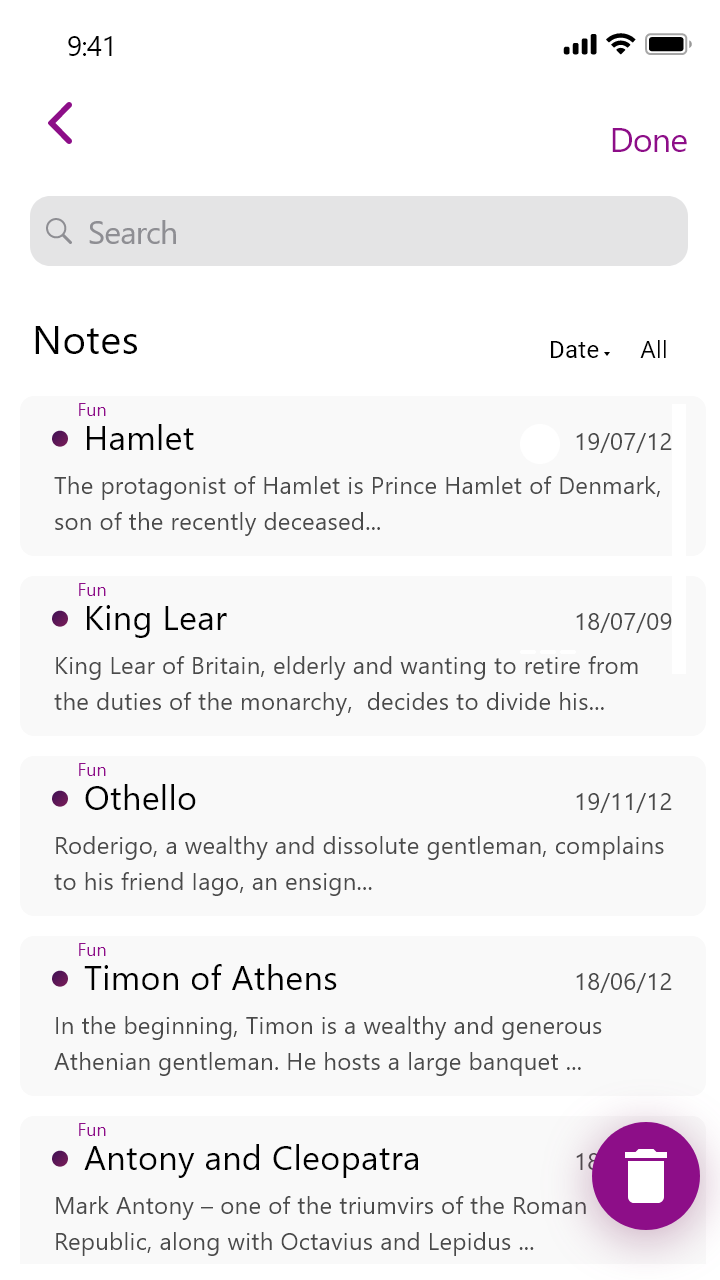 9:41
Done
Search
Notes
Date All
Fun
Hamlet 19/07/12
The protagonist of Hamlet is Prince Hamlet of Denmark,
son of the recently deceased...
Fun
King Lear 18/07/09
King Lear of Britain, elderly and wanting to retire from
the duties of the monarchy,  decides to divide his...
Fun
Othello 19/11/12
Roderigo, a wealthy and dissolute gentleman, complains
to his friend Iago, an ensign...
Fun
Timon of Athens 18/06/12
In the beginning, Timon is a wealthy and generous
Athenian gentleman. He hosts a large banquet ...
Fun
Antony and Cleopatra
Mark Antony – one of the triumvirs of the Roman
Republic, along with Octavius and Lepidus ...